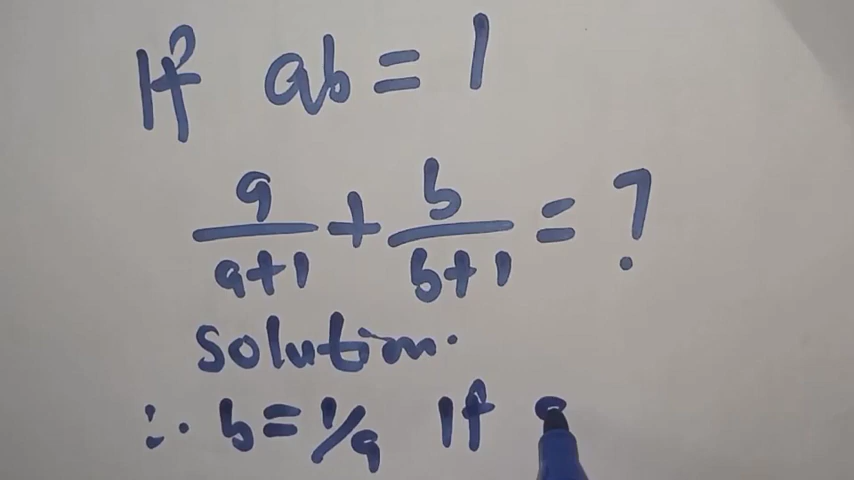 If ab = 1
a/a+1 + b/b+1 = ?
Solution.
∴ b = 1/a If